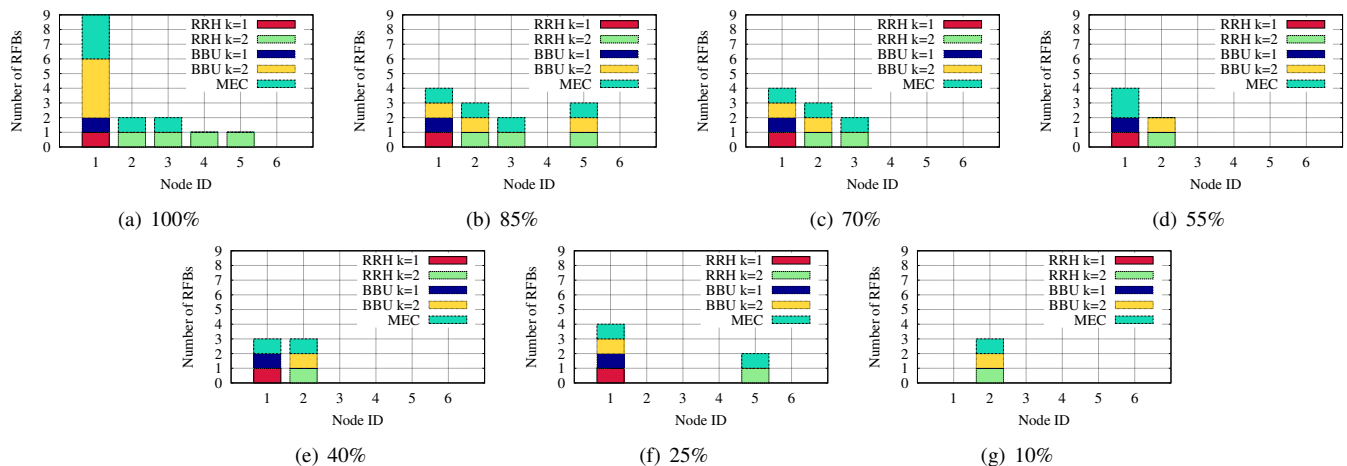 Number of RFBs
9
8
7
6
5
4
3
2
1
0
RRH k=1
RRH k=2
BBU k=1
BBU k=2
MEC
1 2 3 4 5 6
Node ID
(a) 100%
Number of RFBs
9
8
7
6
5
4
3
2
1
0
RRH k=1
RRH k=2
BBU k=1
BBU k=2
MEC
1 2 3 4 5 6
Node ID
(b) 85%
Number of RFBs
9
8
7
6
5
4
3
2
1
0
RRH k=1
RRH k=2
BBU k=1
BBU k=2
MEC
1 2 3 4 5 6
Node ID
(c) 70%
Number of RFBs
9
8
7
6
5
4
3
2
1
0
RRH k=1
RRH k=2
BBU k=1
BBU k=2
MEC
1 2 3 4 5 6
Node ID
(d) 55%
Number of RFBs
9
8
7
6
5
4
3
2
1
0
RRH k=1
RRH k=2
BBU k=1
BBU k=2
MEC
1 2 3 4 5 6
Node ID
(e) 40%
Number of RFBs
9
8
7
6
5
4
3
2
1
0
RRH k=1
RRH k=2
BBU k=1
BBU k=2
MEC
1 2 3 4 5 6
Node ID
(f) 25%
Number of RFBs
9
8
7
6
5
4
3
2
1
0
RRH k=1
RRH k=2
BBU k=1
BBU k=2
MEC
1 2 3 4 5 6
Node ID
(g) 10%